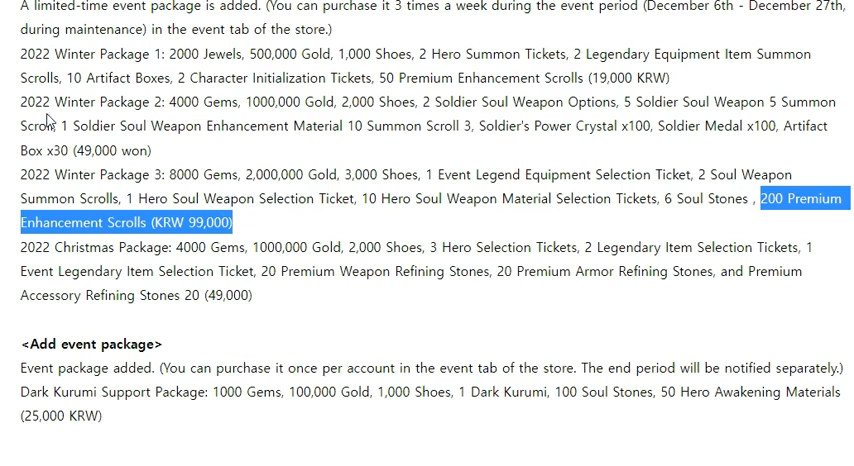 A limited-time event package is added. (You can purchase it 3 times a week during the event period (December 6th - December 27th,
during maintenance) in the event tab of the store.)
2022 Winter Package 1: 2000 Jewels, 500,000 Gold, 1,000 Shoes, 2 Hero Summon Tickets, 2 Legendary Equipment Item Summon
Scrolls, 10 Artifact Boxes, 2 Character Initialization Tickets, 50 Premium Enhancement Scrolls (19,000 KRW)
2022 Winter Package 2: 4000 Gems, 1000,000 Gold, 2,000 Shoes, 2 Soldier Soul Weapon Options, 5 Soldier Soul Weapon 5 Summon
Scroll, 1 Soldier Soul Weapon Enhancement Material 10 Summon Scroll 3, Soldier's Power Crystal x100, Soldier Medal x100, Artifact
Box x30 (49,000 won)
2022 Winter Package 3: 8000 Gems, 2,000,000 Gold, 3,000 Shoes, 1 Event Legend Equipment Selection Ticket, 2 Soul Weapon
Summon Scrolls, 1 Hero Soul Weapon Selection Ticket, 10 Hero Soul Weapon Material Selection Tickets, 6 Soul Stones , 200 Premium
Enhancement Scrolls (KRW 99,000)
2022 Christmas Package: 4000 Gems, 1000,000 Gold, 2,000 Shoes, 3 Hero Selection Tickets, 2 Legendary Item Selection Tickets, 1
Event Legendary Item Selection Ticket, 20 Premium Weapon Refining Stones, 20 Premium Armor Refining Stones, and Premium
Accessory Refining Stones 20 (49,000)
<Add event package>
Event package added. (You can purchase it once per account in the event tab of the store. The end period will be notified separately.)
Dark Kurumi Support Package: 1000 Gems, 100,000 Gold, 1,000 Shoes, 1 Dark Kurumi, 100 Soul Stones, 50 Hero Awakening Materials
(25,000 KRW)